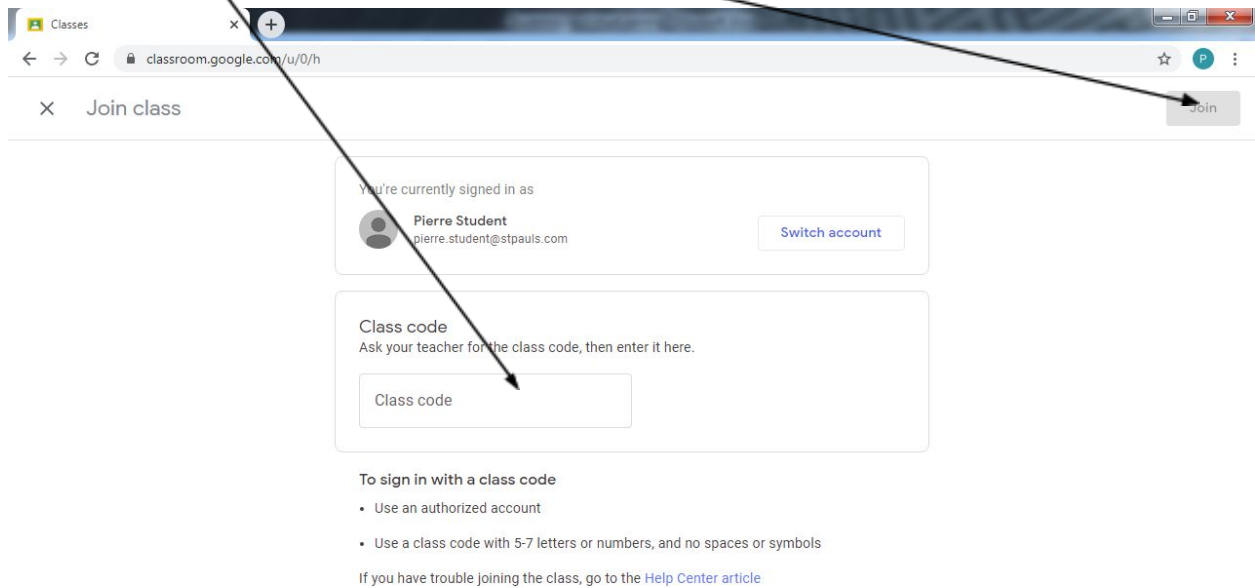 Classes
classroom.google.com/u/0/h
P
Join class
Join
You're currently signed in as
Pierre Student
pierre.student@stpauls.com
Switch account
Class code
Ask your teacher for the class code, then enter it here.
Class code
To sign in with a class code
• Use an authorized account
• Use a class code with 5-7 letters or numbers, and no spaces or symbols
If you have trouble joining the class, go to the Help Center article